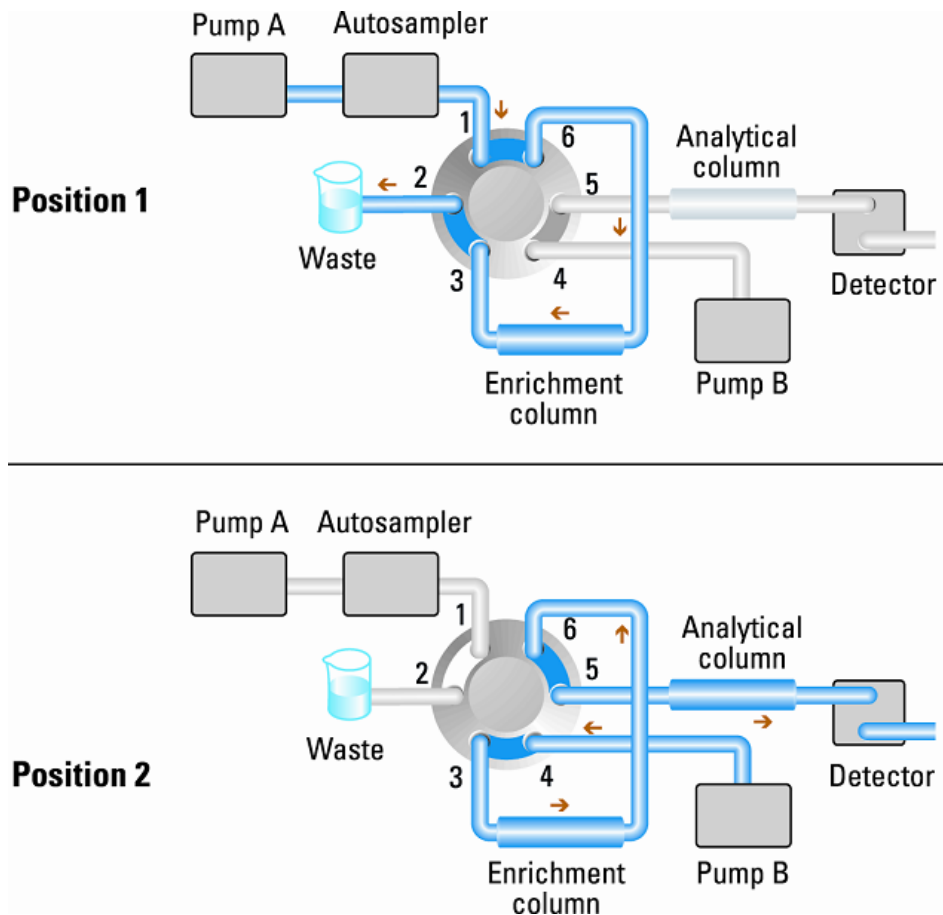 Pump A
Autosampler
1
6
Analytical
column
2
5
Position 1
Waste
3
4
Detector
Enrichment
column
Pump B
Pump A
Autosampler
1
6
Analytical
column
2
5
Waste
Position 2
3
4
Detector
Enrichment
column
Pump B